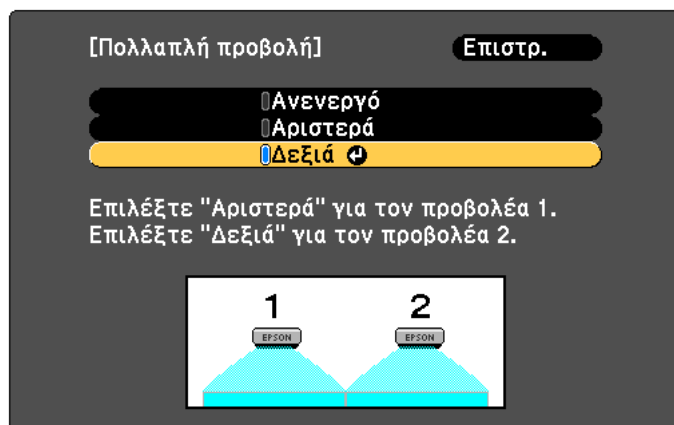 [Πολλαπλή προβολή] Επιστρ.
Ανενεργό
Αριστερά
Δεξιά
Επιλέξτε "Αριστερά" για τον προβολέα 1.
Επιλέξτε "Δεξιά" για τον προβολέα 2.
1 2
EPSON EPSON